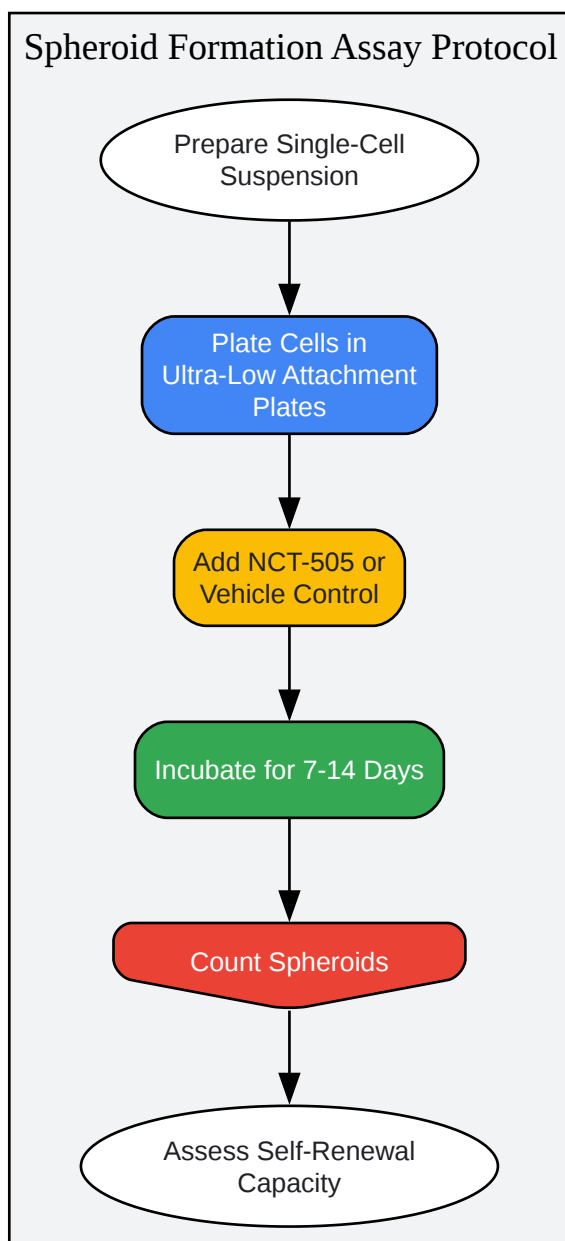 Spheroid Formation Assay Protocol
Prepare Single-Cell
Suspension
Plate Cells in
Ultra-Low Attachment
Plates
Add NCT-505 or
Vehicle Control
Incubate for 7-14 Days
Count Spheroids
Assess Self-Renewal
Capacity